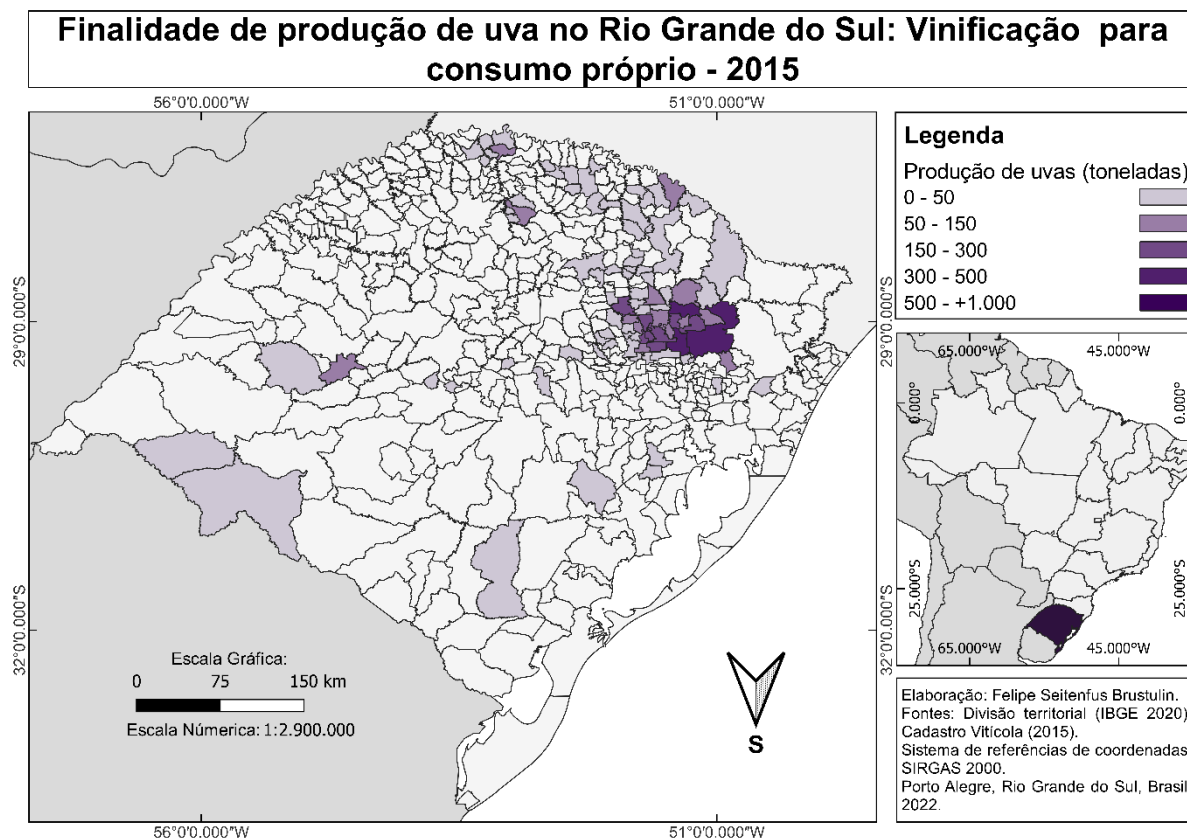 Finalidade de produção de uva no Rio Grande do Sul: Vinificação para
consumo próprio - 2015
56°0'0.000"W
51°0'0.000"W
29°0'0.000"S
29°0'0.000"S
32°0'0.000"S
32°0'0.000"S
Escala Gráfica:
0 75 150 km
Escala Númerica: 1:2.900.000
S
56°0'0.000"W
51°0'0.000"W
Legenda
Produção de uvas (toneladas)
0 - 50
50 - 150
150 - 300
300 - 500
500 - +1.000
65.000°W
45.000°W
0.000°
0.000°
25.000°S
25.000°S
65.000°W
45.000°W
Elaboração: Felipe Seitenfus Brustulin.
Fontes: Divisão territorial (IBGE 2020)
Cadastro Vitícola (2015).
Sistema de referências de coordenadas
SIRGAS 2000.
Porto Alegre, Rio Grande do Sul, Brasil
2022.